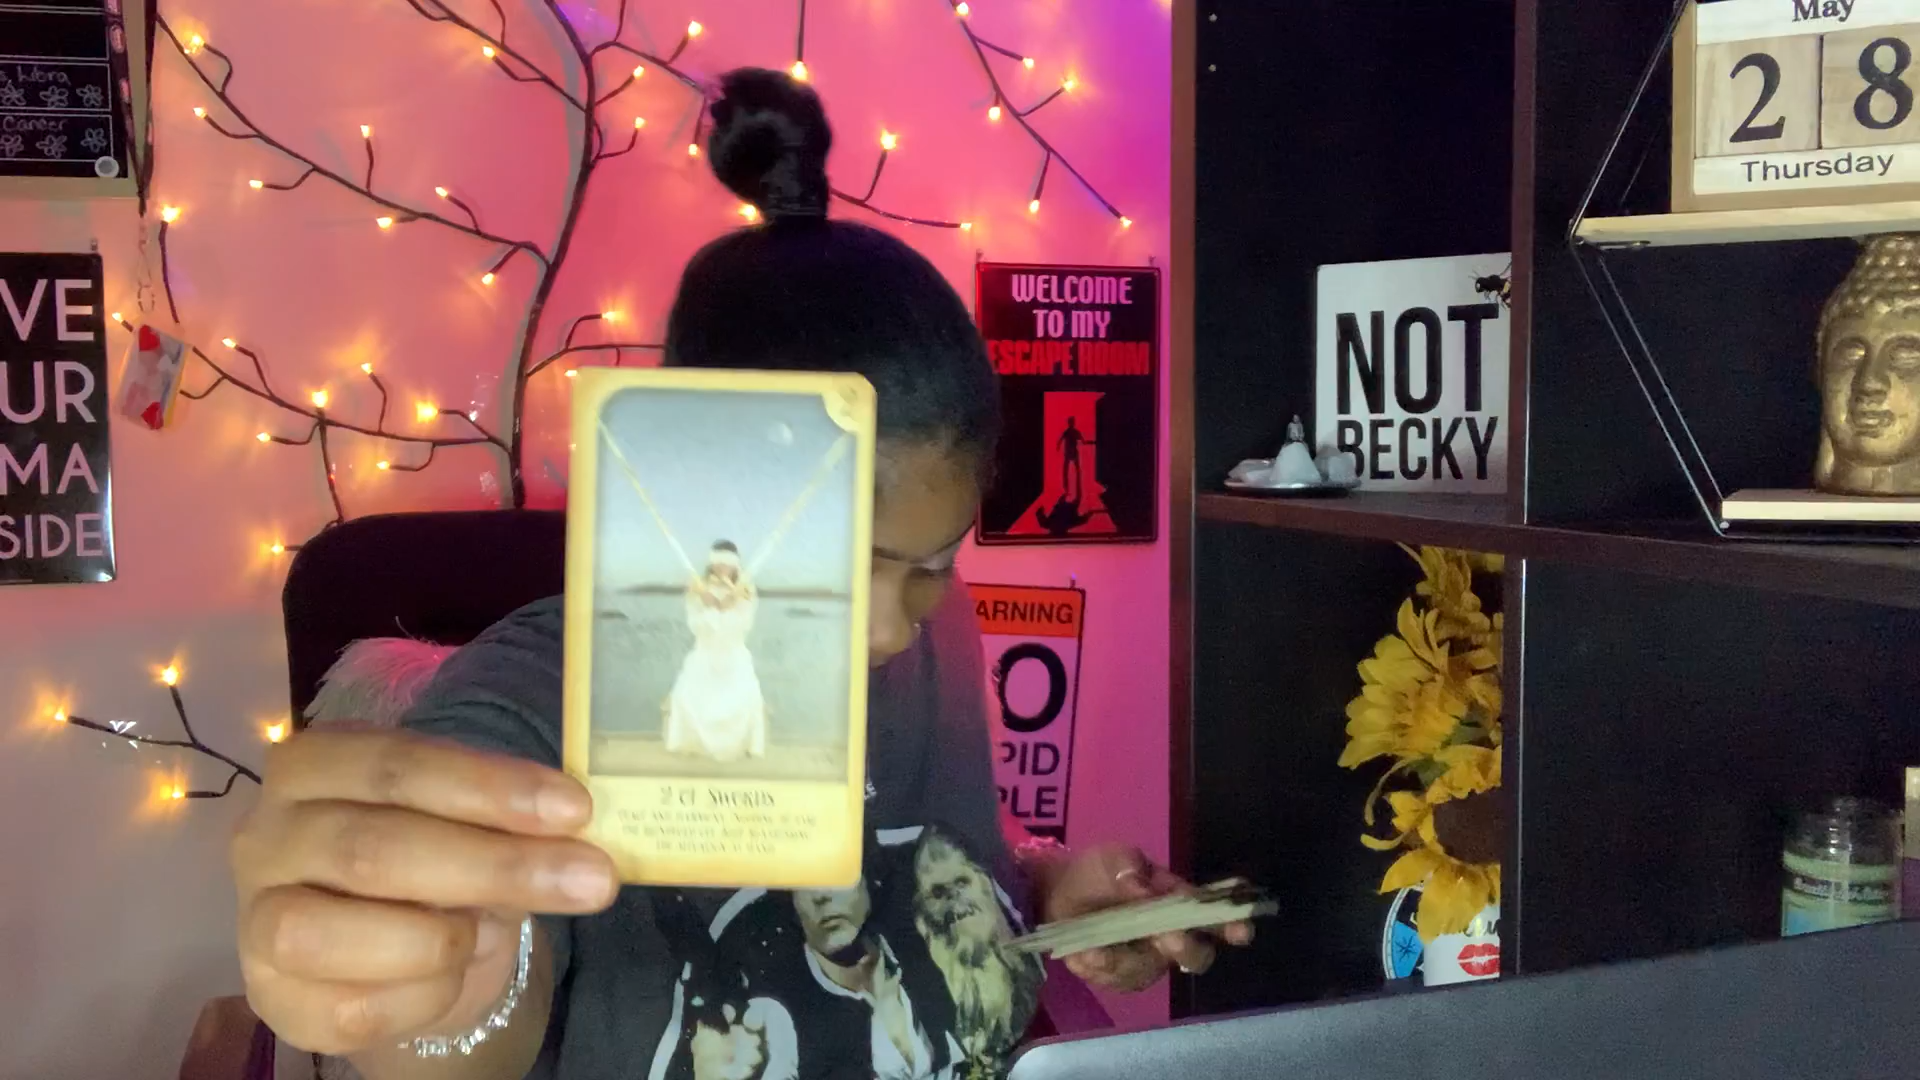 s, Libra
Cancer
VE
UR
MA
SIDE
WELCOME
TO MY
ESCAPE ROOM
ARNING
O
PID
PLE
NOT
BECKY
May
28
Thursday
2 of Swords